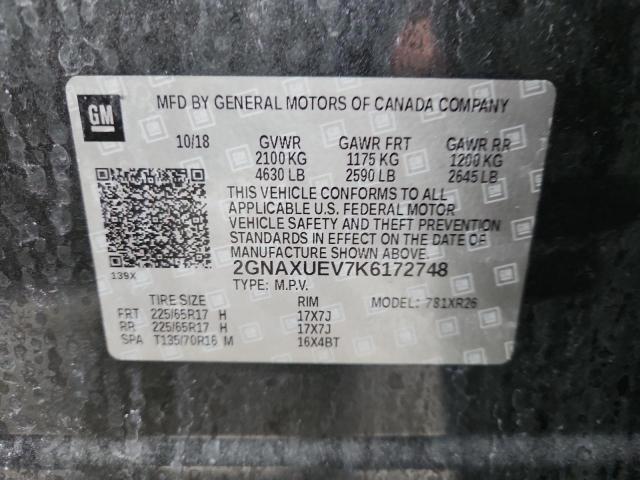 GM
MFD BY GENERAL MOTORS OF CANADA COMPANY
10/18 GVWR GAWR FRT GAWR RR
2100 KG 1175 KG 1200 KG
4630 LB 2590 LB 2645 LB
THIS VEHICLE CONFORMS TO ALL
APPLICABLE U.S. FEDERAL MOTOR
VEHICLE SAFETY AND THEFT PREVENTION
STANDARDS IN EFFECT ON THE DATE OF
MANUFACTURE SHOWN ABOVE.
139X 2GNAXUEV7K6172748
TYPE: M.P.V. MODEL: 781XR26
TIRE SIZE RIM
FRT 225/65R17 H 17X7J
RR 225/65R17 H 17X7J
SPA T135/70R16 M 16X4BT